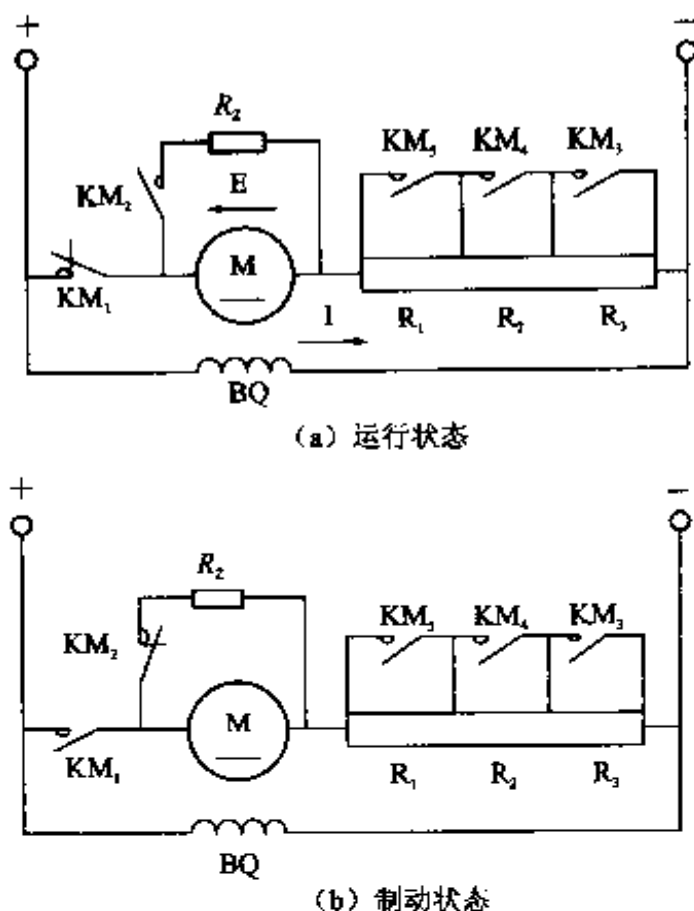 + −
R₂
KM₅ KM₄ KM₃
E
KM₂
M
KM₁
I
R₁ R₂ R₃
BQ
(a) 运行状态
+ −
R₂
KM₅ KM₄ KM₃
KM₂
M
KM₁
R₁ R₂ R₃
BQ
(b) 制动状态